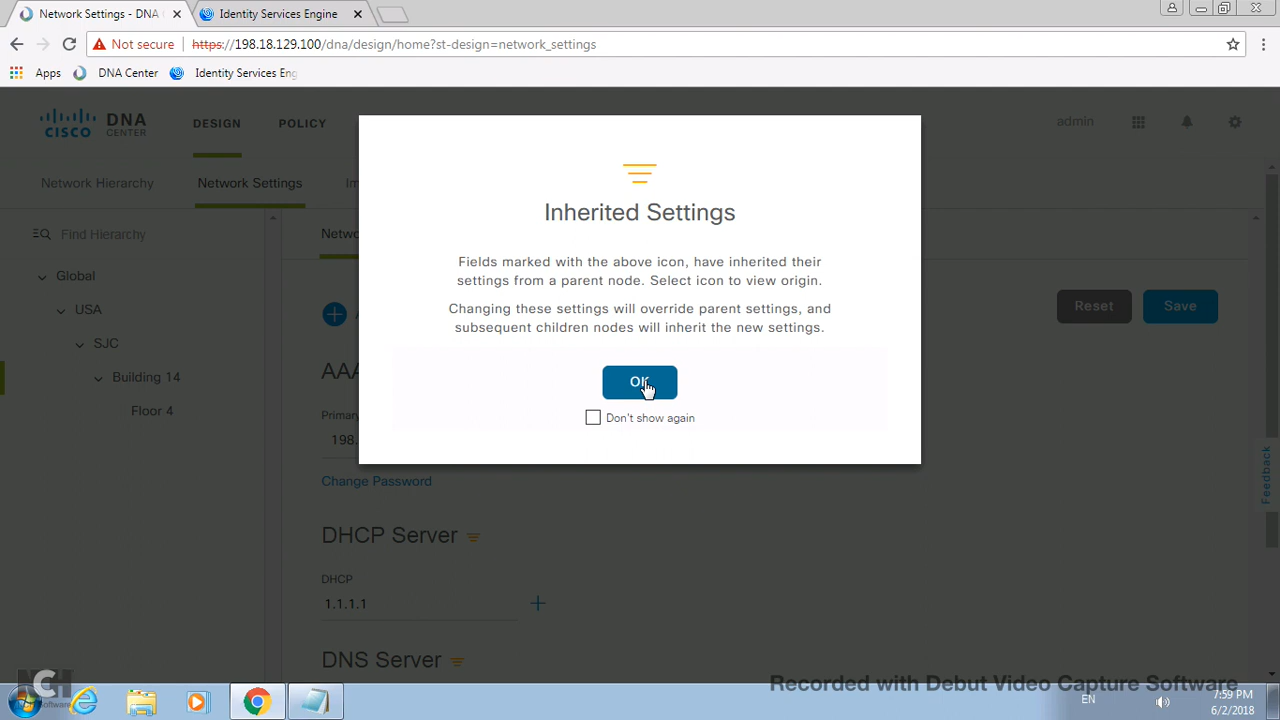 Network Settings - DNA C
Identity Services Engine
Not secure
https://198.18.129.100/dna/design/home?st-design=network_settings
Apps
DNA Center
Identity Services Eng
CISCO
DNA
CENTER
DESIGN
POLICY
admin
Network Hierarchy
Network Settings
Im
Find Hierarchy
Netwo
Global
USA
SJC
Building 14
Floor 4
Reset
Save
Inherited Settings
Fields marked with the above icon, have inherited their
settings from a parent node. Select icon to view origin.
Changing these settings will override parent settings, and
subsequent children nodes will inherit the new settings.
OK
Don't show again
AAA
Primary
198.
Change Password
Feedback
DHCP Server
DHCP
1.1.1.1
DNS Server
NCH
Software
Recorded with Debut Video Capture Software
EN
7:59 PM
6/2/2018